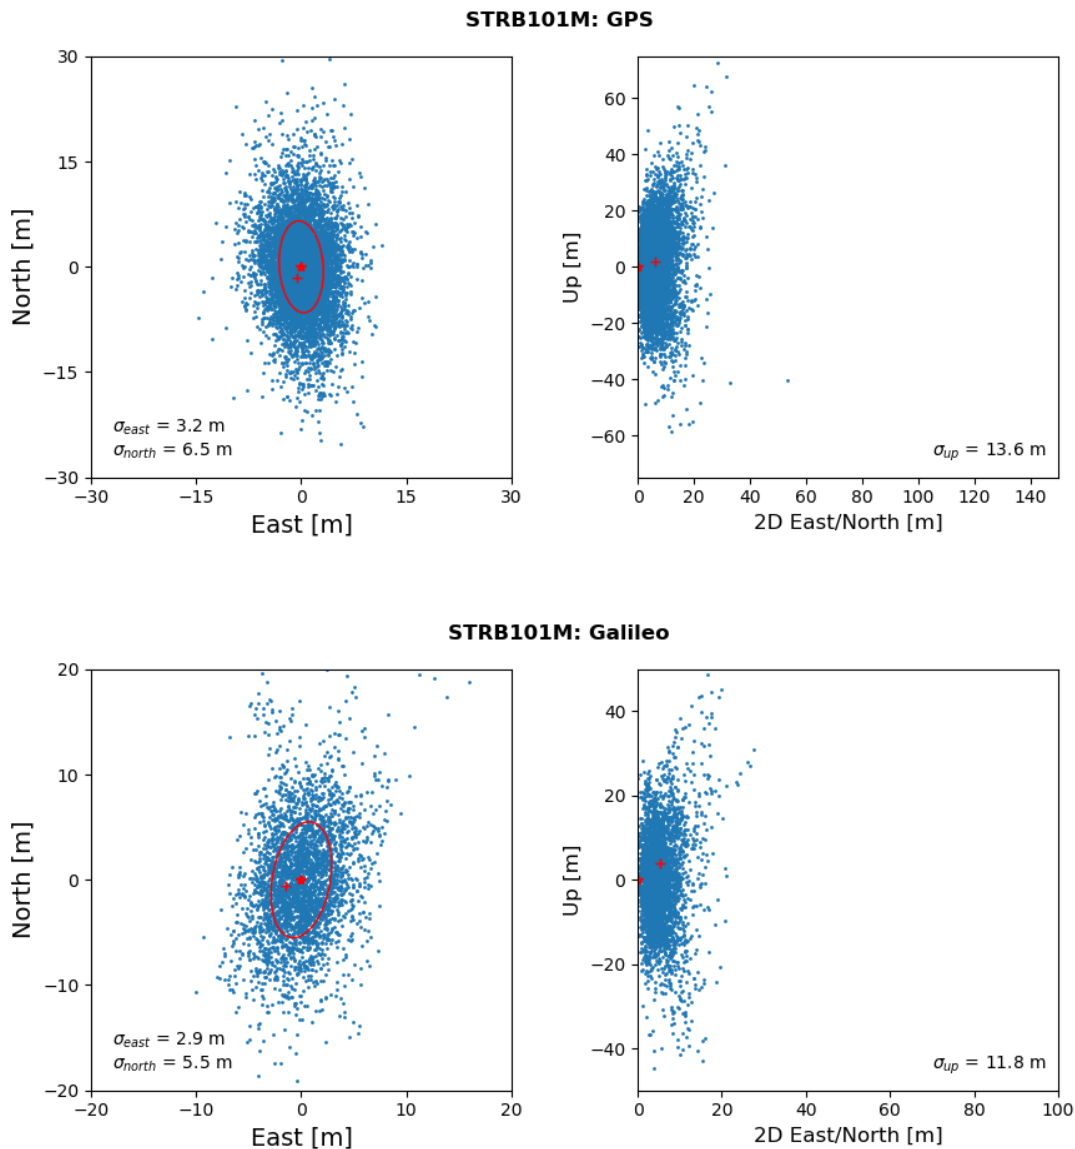 STRB101M: GPS
30
15
0
−15
−30
North [m]
σeast = 3.2 m
σnorth = 6.5 m
−30 −15 0 15 30
East [m]
60
40
20
0
−20
−40
−60
Up [m]
σup = 13.6 m
0 20 40 60 80 100 120 140
2D East/North [m]
STRB101M: Galileo
20
10
0
−10
−20
North [m]
σeast = 2.9 m
σnorth = 5.5 m
−20 −10 0 10 20
East [m]
40
20
0
−20
−40
Up [m]
σup = 11.8 m
0 20 40 60 80 100
2D East/North [m]